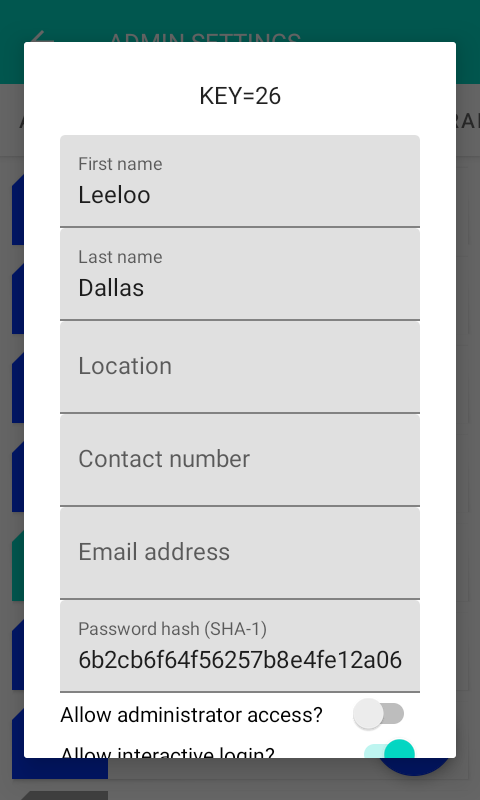 ADMIN SETTINGS
KEY=26
First name
Leeloo
Last name
Dallas
Location
Contact number
Email address
Password hash (SHA-1)
6b2cb6f64f56257b8e4fe12a06
Allow administrator access?
Allow interactive login?